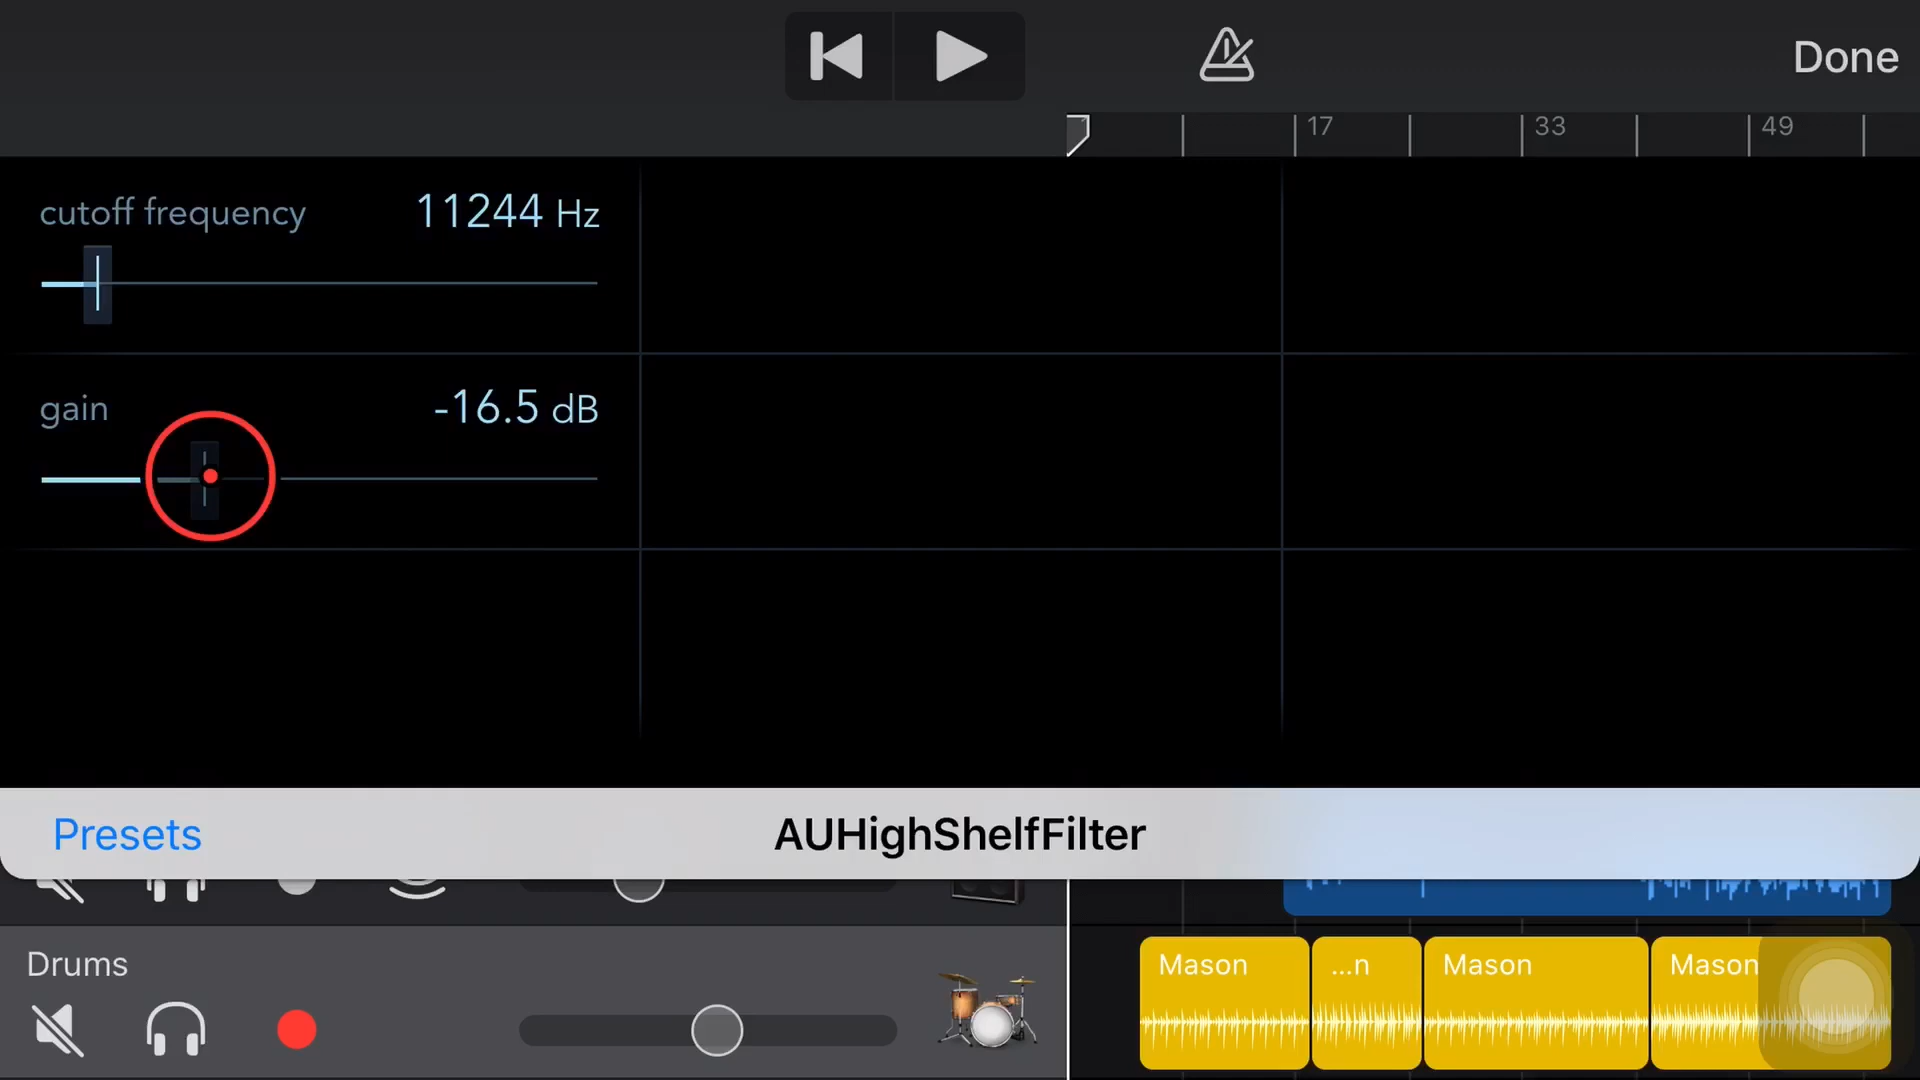 Done
17
33
49
cutoff frequency
11244 Hz
gain
-16.5 dB
Presets
AUHighShelfFilter
Drums
Mason
...n
Mason
Mason